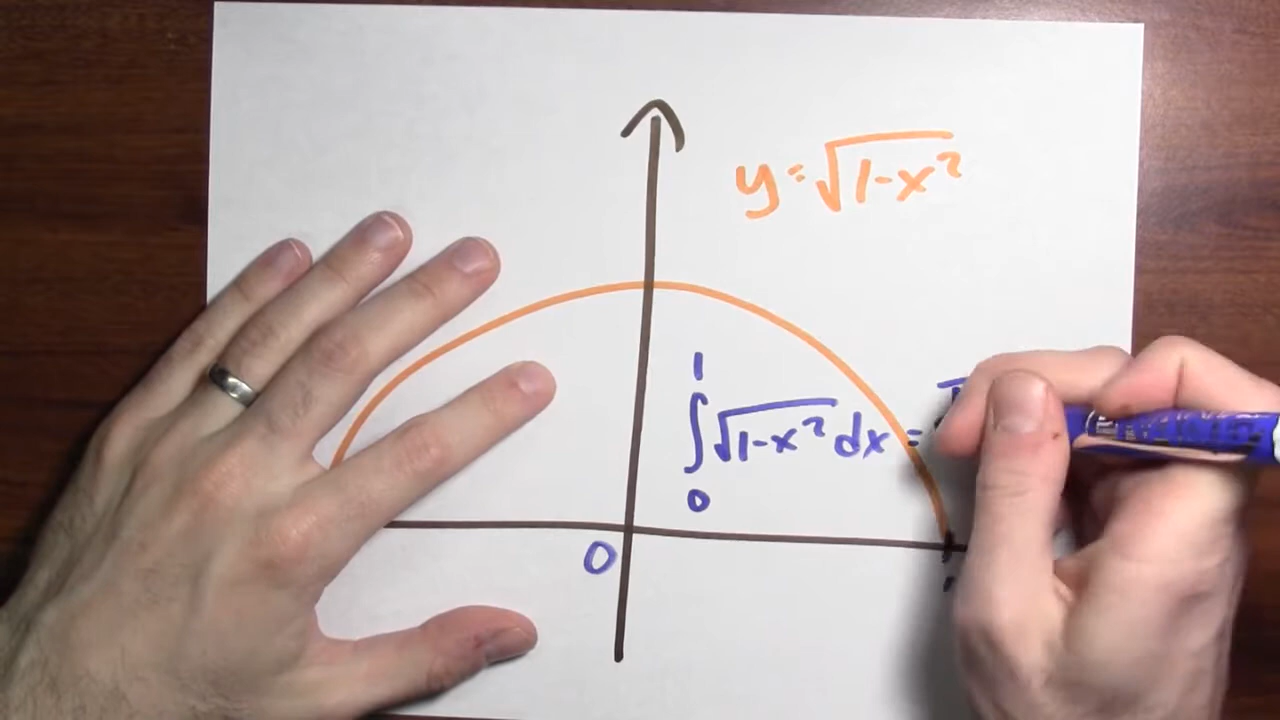 y=√1-x²
1
∫√1-x² dx =
0
0